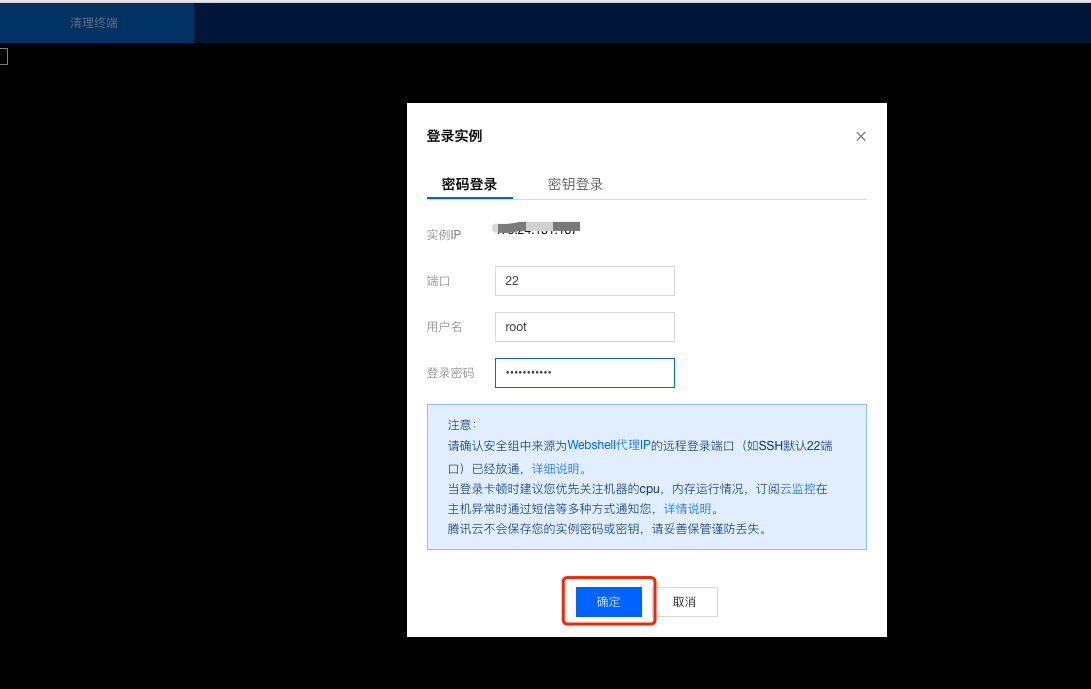 清理终端
登录实例
密码登录 密钥登录
实例IP
端口 22
用户名 root
登录密码 •••••••••••
注意：
请确认安全组中来源为Webshell代理IP的远程登录端口（如SSH默认22端
口）已经放通，详细说明。
当登录卡顿时建议您优先关注机器的cpu，内存运行情况，订阅云监控在
主机异常时通过短信等多种方式通知您，详情说明。
腾讯云不会保存您的实例密码或密钥，请妥善保管谨防丢失。
确定 取消